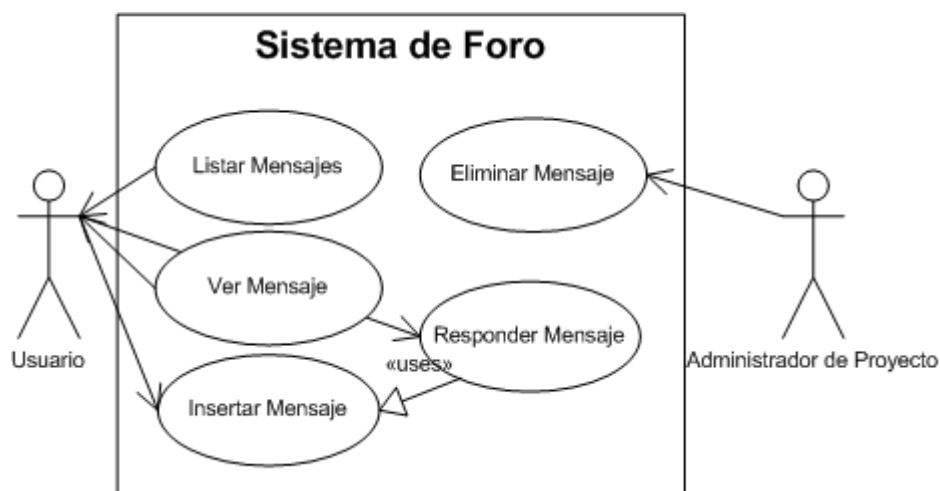 Sistema de Foro
Listar Mensajes
Eliminar Mensaje
Ver Mensaje
Responder Mensaje
«uses»
Insertar Mensaje
Usuario
Administrador de Proyecto